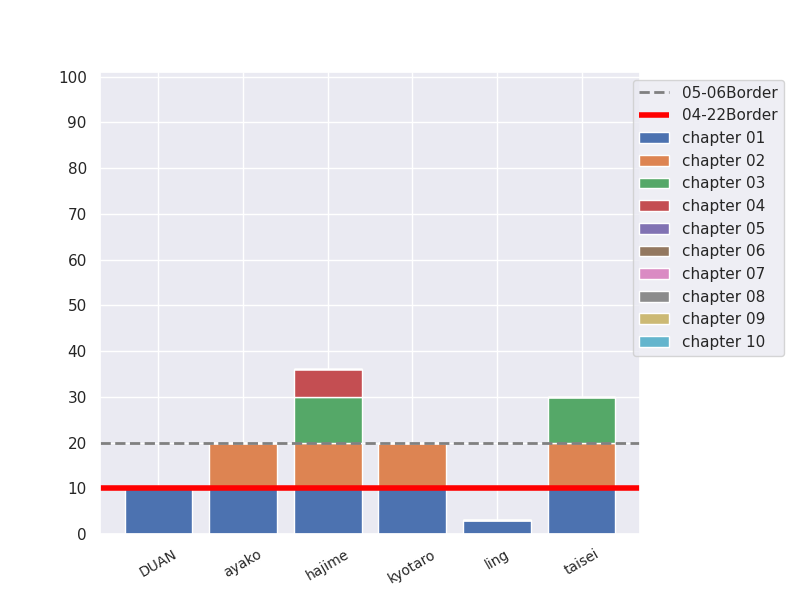 100
90
80
70
60
50
40
30
20
10
0
DUAN
ayako
hajime
kyotaro
ling
taisei
05-06Border
04-22Border
chapter 01
chapter 02
chapter 03
chapter 04
chapter 05
chapter 06
chapter 07
chapter 08
chapter 09
chapter 10